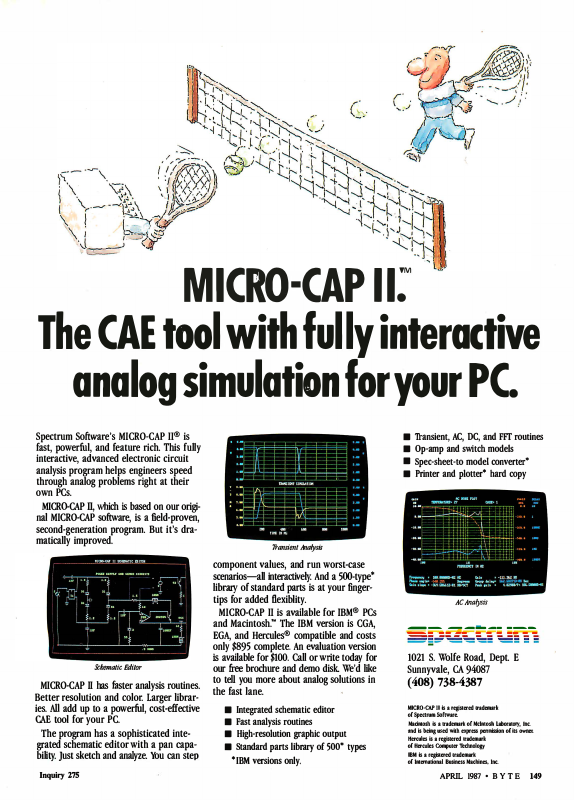 MICRO-CAP II.™
The CAE tool with fully interactive
analog simulation for your PC.
Spectrum Software's MICRO-CAP II® is
fast, powerful, and feature rich. This fully
interactive, advanced electronic circuit
analysis program helps engineers speed
through analog problems right at their
own PCs.
MICRO-CAP II, which is based on our origi-
nal MICRO-CAP software, is a field-proven,
second-generation program. But it's dra-
matically improved.
MICRO-CAP II SCHEMATIC EDITOR
Schematic Editor
MICRO-CAP II has faster analysis routines.
Better resolution and color. Larger librar-
ies. All add up to a powerful, cost-effective
CAE tool for your PC.
The program has a sophisticated inte-
grated schematic editor with a pan capa-
bility. Just sketch and analyze. You can step
TRANSIENT SIMULATION
Transient Analysis
component values, and run worst-case
scenarios—all interactively. And a 500-type*
library of standard parts is at your finger-
tips for added flexiblity.
MICRO-CAP II is available for IBM® PCs
and Macintosh.™ The IBM version is CGA,
EGA, and Hercules® compatible and costs
only $895 complete. An evaluation version
is available for $100. Call or write today for
our free brochure and demo disk. We'd like
to tell you more about analog solutions in
the fast lane.
■ Integrated schematic editor
■ Fast analysis routines
■ High-resolution graphic output
■ Standard parts library of 500* types
*IBM versions only.
■ Transient, AC, DC, and FFT routines
■ Op-amp and switch models
■ Spec-sheet-to model converter*
■ Printer and plotter* hard copy
AC Analysis
spectrum
1021 S. Wolfe Road, Dept. E
Sunnyvale, CA 94087
(408) 738-4387
MICRO-CAP II is a registered trademark
of Spectrum Software.
Macintosh is a trademark of McIntosh Laboratory, Inc.
and is being used with express permission of its owner.
Hercules is a registered trademark
of Hercules Computer Technology
IBM is a registered trademark
of International Business Machines, Inc.
Inquiry 275
APRIL 1987 • BYTE 149